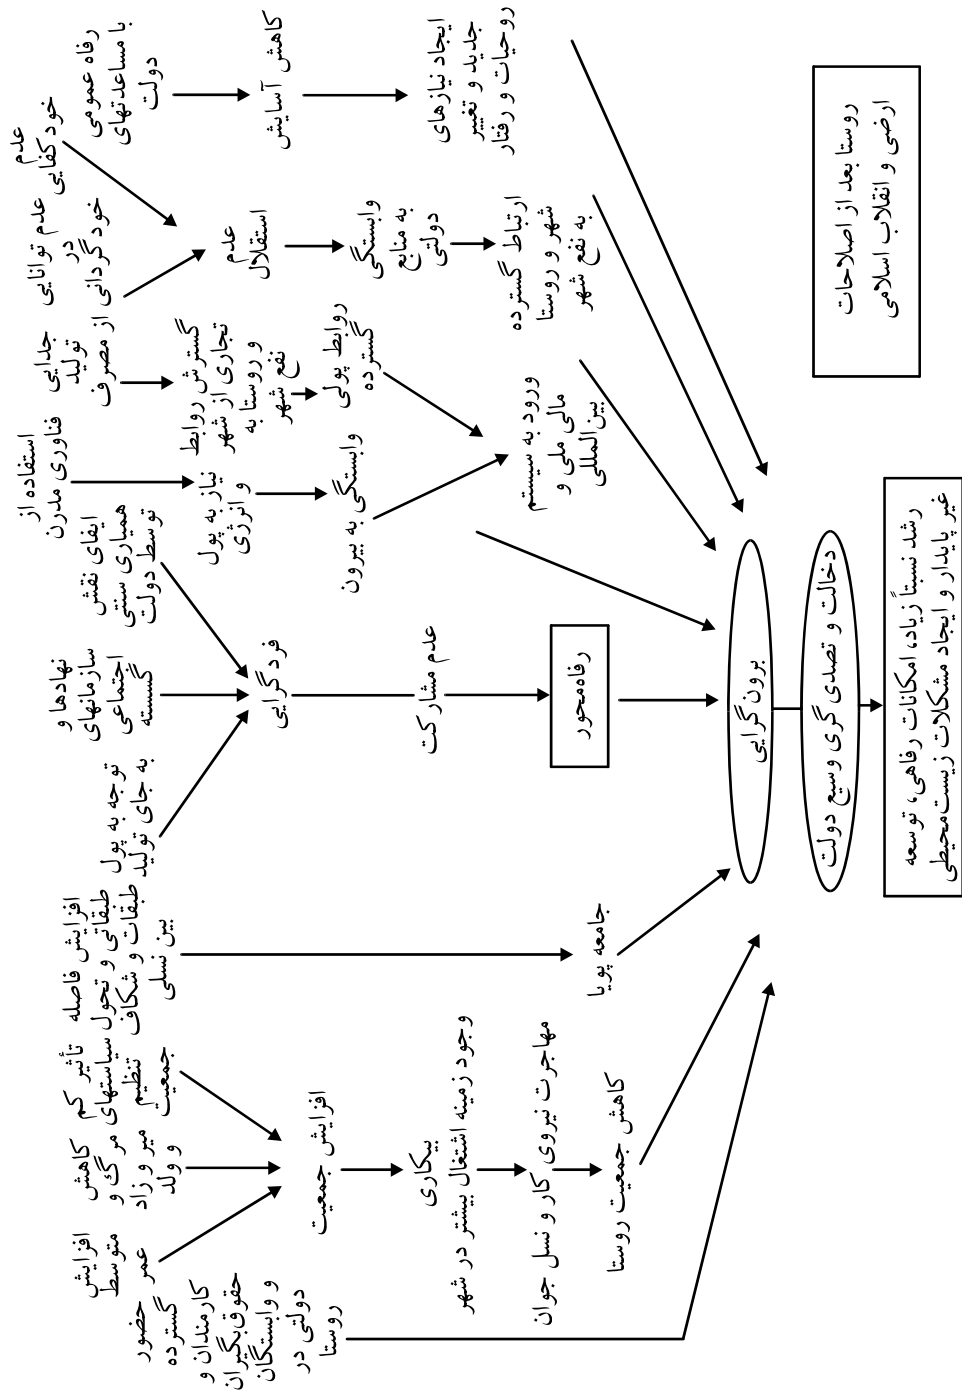 رفاه عمومی
با مساعدتهای
دولت
عدم
خودکفایی
عدم توانایی
در
خودگردانی
جدایی
تولید
از مصرف
استفاده از
فناوری مدرن
ایفای نقش
همیاری سنتی
توسط دولت
نهادها و
سازمانهای
اجتماعی
گسسته
توجه به پول
به جای تولید
افزایش فاصله
طبقاتی و تحول
طبقات و شکاف
بین نسلی
تأثیر کم
سیاستهای
تنظیم
جمعیت
کاهش
مرگ و
میر و زاد
و ولد
افزایش
متوسط
عمر
حضور
گسترده
کارمندان و
حقوق‌بگیران
و وابستگان
دولتی در
روستا
کاهش آسایش
عدم
استقلال
گسترش روابط
تجاری از شهر
و روستا به
نفع شهر
نیاز به پول
و انرژی
فردگرایی
افزایش جمعیت
ایجاد نیازهای
جدید و تغییر
روحیات و رفتار
وابستگی
به منابع
دولتی
روابط پولی
گسترده
وابستگی به بیرون
عدم مشارکت
بیکاری
ارتباط گسترده
شهر و روستا
به نفع شهر
ورود به سیستم
مالی ملی و
بین‌المللی
وجود زمینه اشتغال بیشتر در شهر
رفاه‌محور
جامعه پویا
مهاجرت نیروی کار و نسل جوان
کاهش جمعیت روستا
برون گرایی
دخالت و تصدی گری وسیع دولت
روستا بعد از اصلاحات
ارضی و انقلاب اسلامی
رشد نسبتاً زیاد، امکانات رفاهی، توسعه
غیر پایدار و ایجاد مشکلات زیست‌محیطی